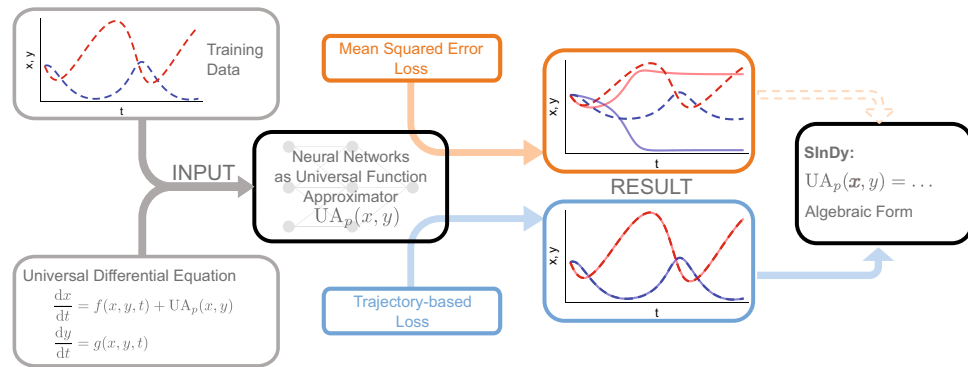 x, y
t
Training
Data
Mean Squared Error
Loss
x, y
t
INPUT
Neural Networks
as Universal Function
Approximator
UA_p(x, y)
RESULT
SInDy:
UA_p(x, y) = ...
Algebraic Form
Universal Differential Equation
dx/dt = f(x, y, t) + UA_p(x, y)
dy/dt = g(x, y, t)
Trajectory-based
Loss
x, y
t